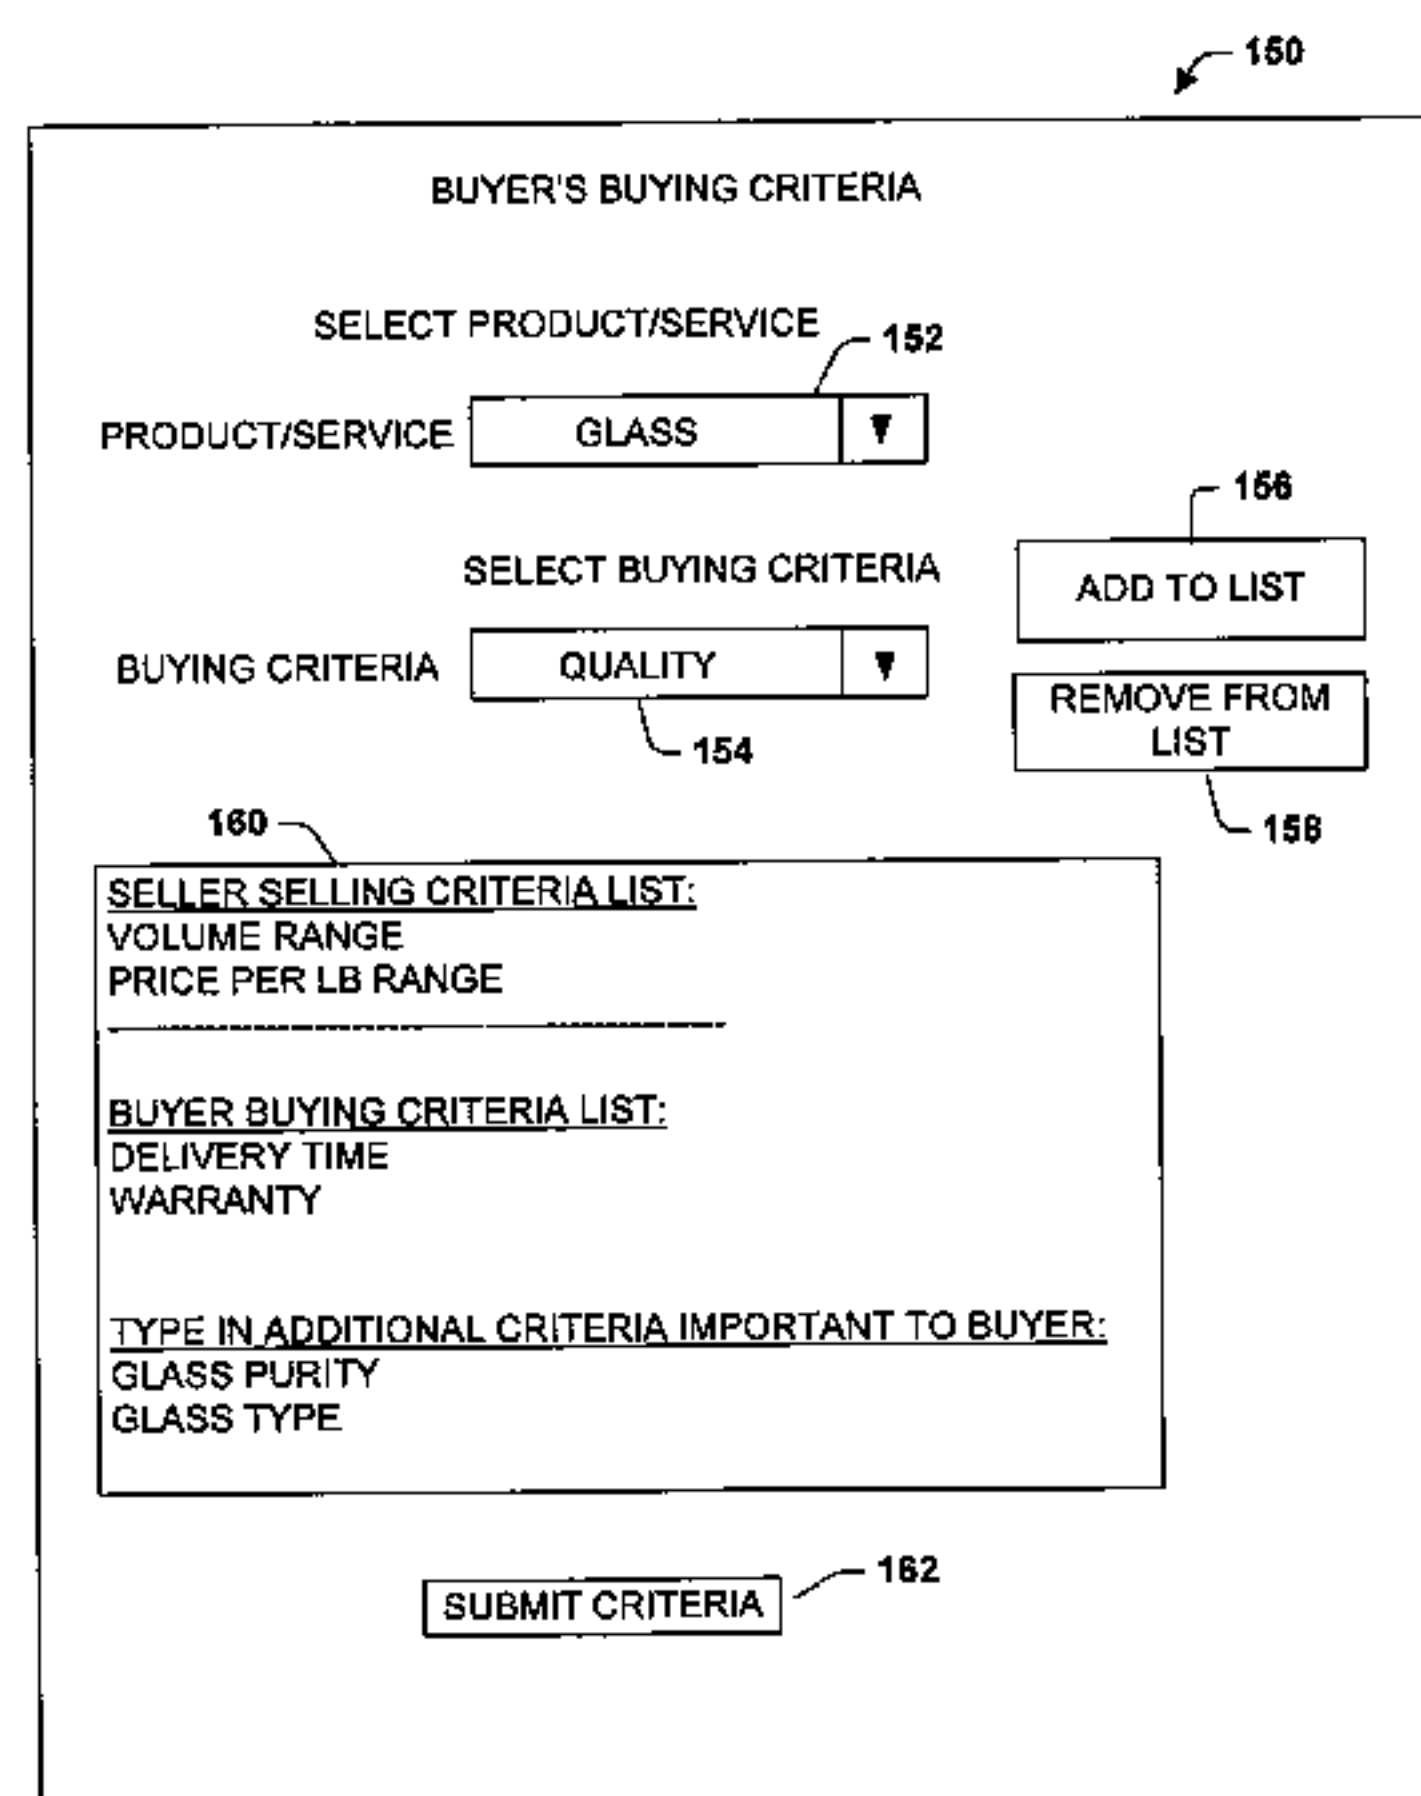 150
BUYER'S BUYING CRITERIA
SELECT PRODUCT/SERVICE
152
PRODUCT/SERVICE GLASS
156
SELECT BUYING CRITERIA
ADD TO LIST
BUYING CRITERIA QUALITY
REMOVE FROM
LIST
154
158
160
SELLER SELLING CRITERIA LIST:
VOLUME RANGE
PRICE PER LB RANGE
BUYER BUYING CRITERIA LIST:
DELIVERY TIME
WARRANTY
TYPE IN ADDITIONAL CRITERIA IMPORTANT TO BUYER:
GLASS PURITY
GLASS TYPE
162
SUBMIT CRITERIA